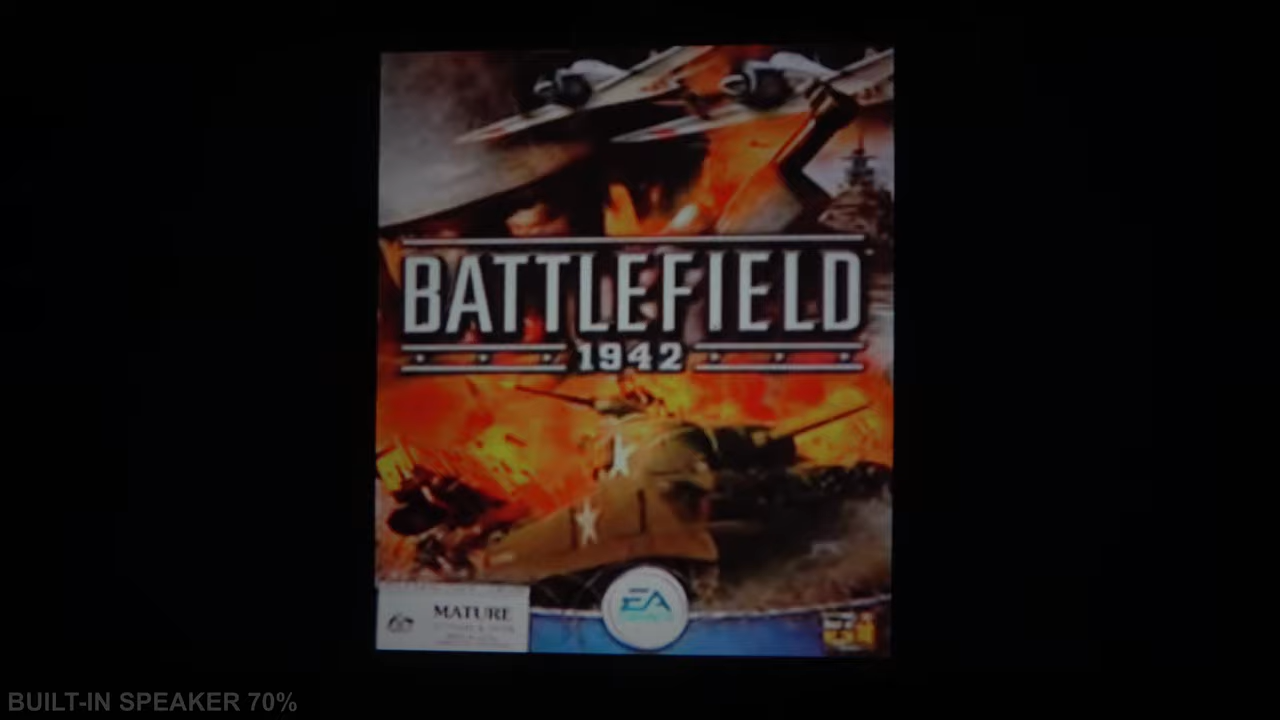 BATTLEFIELD
1942
EA
MATURE
BUILT-IN SPEAKER 70%